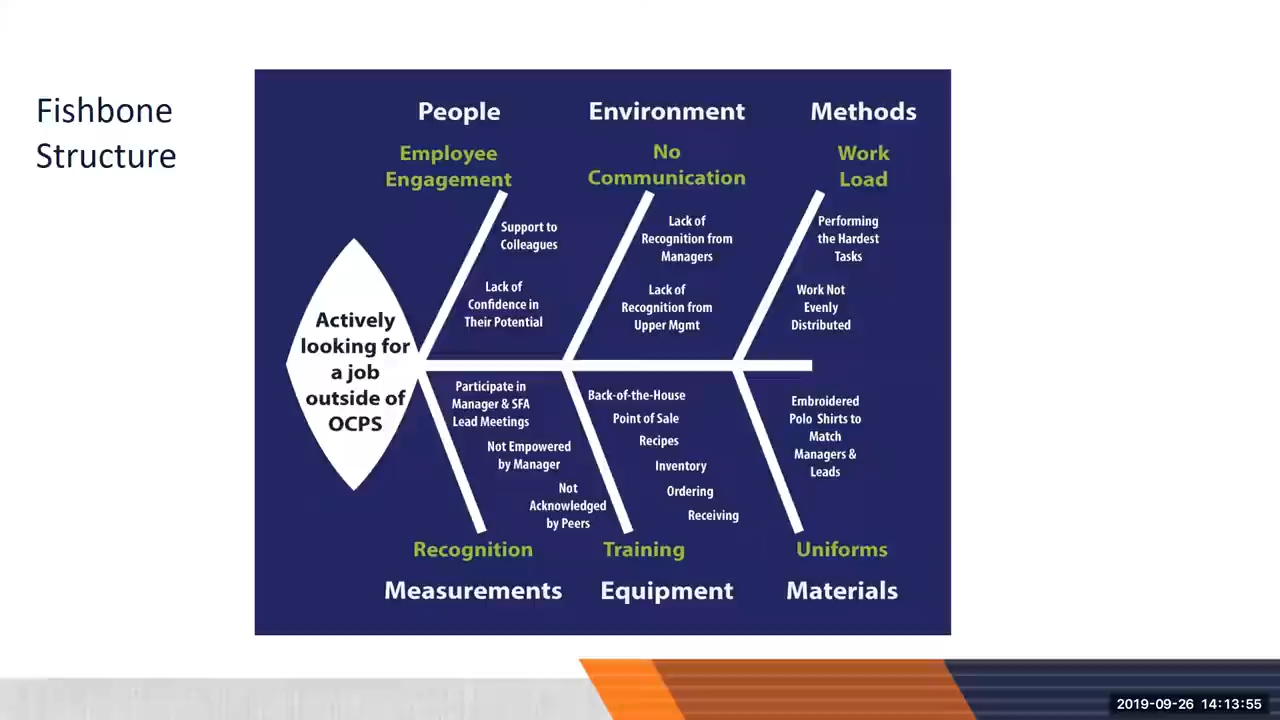 Fishbone
Structure
People
Environment
Methods
Employee
Engagement
No
Communication
Work
Load
Support to
Colleagues
Lack of
Confidence in
Their Potential
Lack of
Recognition from
Managers
Lack of
Recognition from
Upper Mgmt
Performing
the Hardest
Tasks
Work Not
Evenly
Distributed
Actively
looking for
a job
outside of
OCPS
Participate in
Manager & SFA
Lead Meetings
Not Empowered
by Manager
Not
Acknowledged
by Peers
Back-of-the-House
Point of Sale
Recipes
Inventory
Ordering
Receiving
Embroidered
Polo Shirts to
Match
Managers &
Leads
Recognition
Training
Uniforms
Measurements
Equipment
Materials
2019-09-26 14:13:55